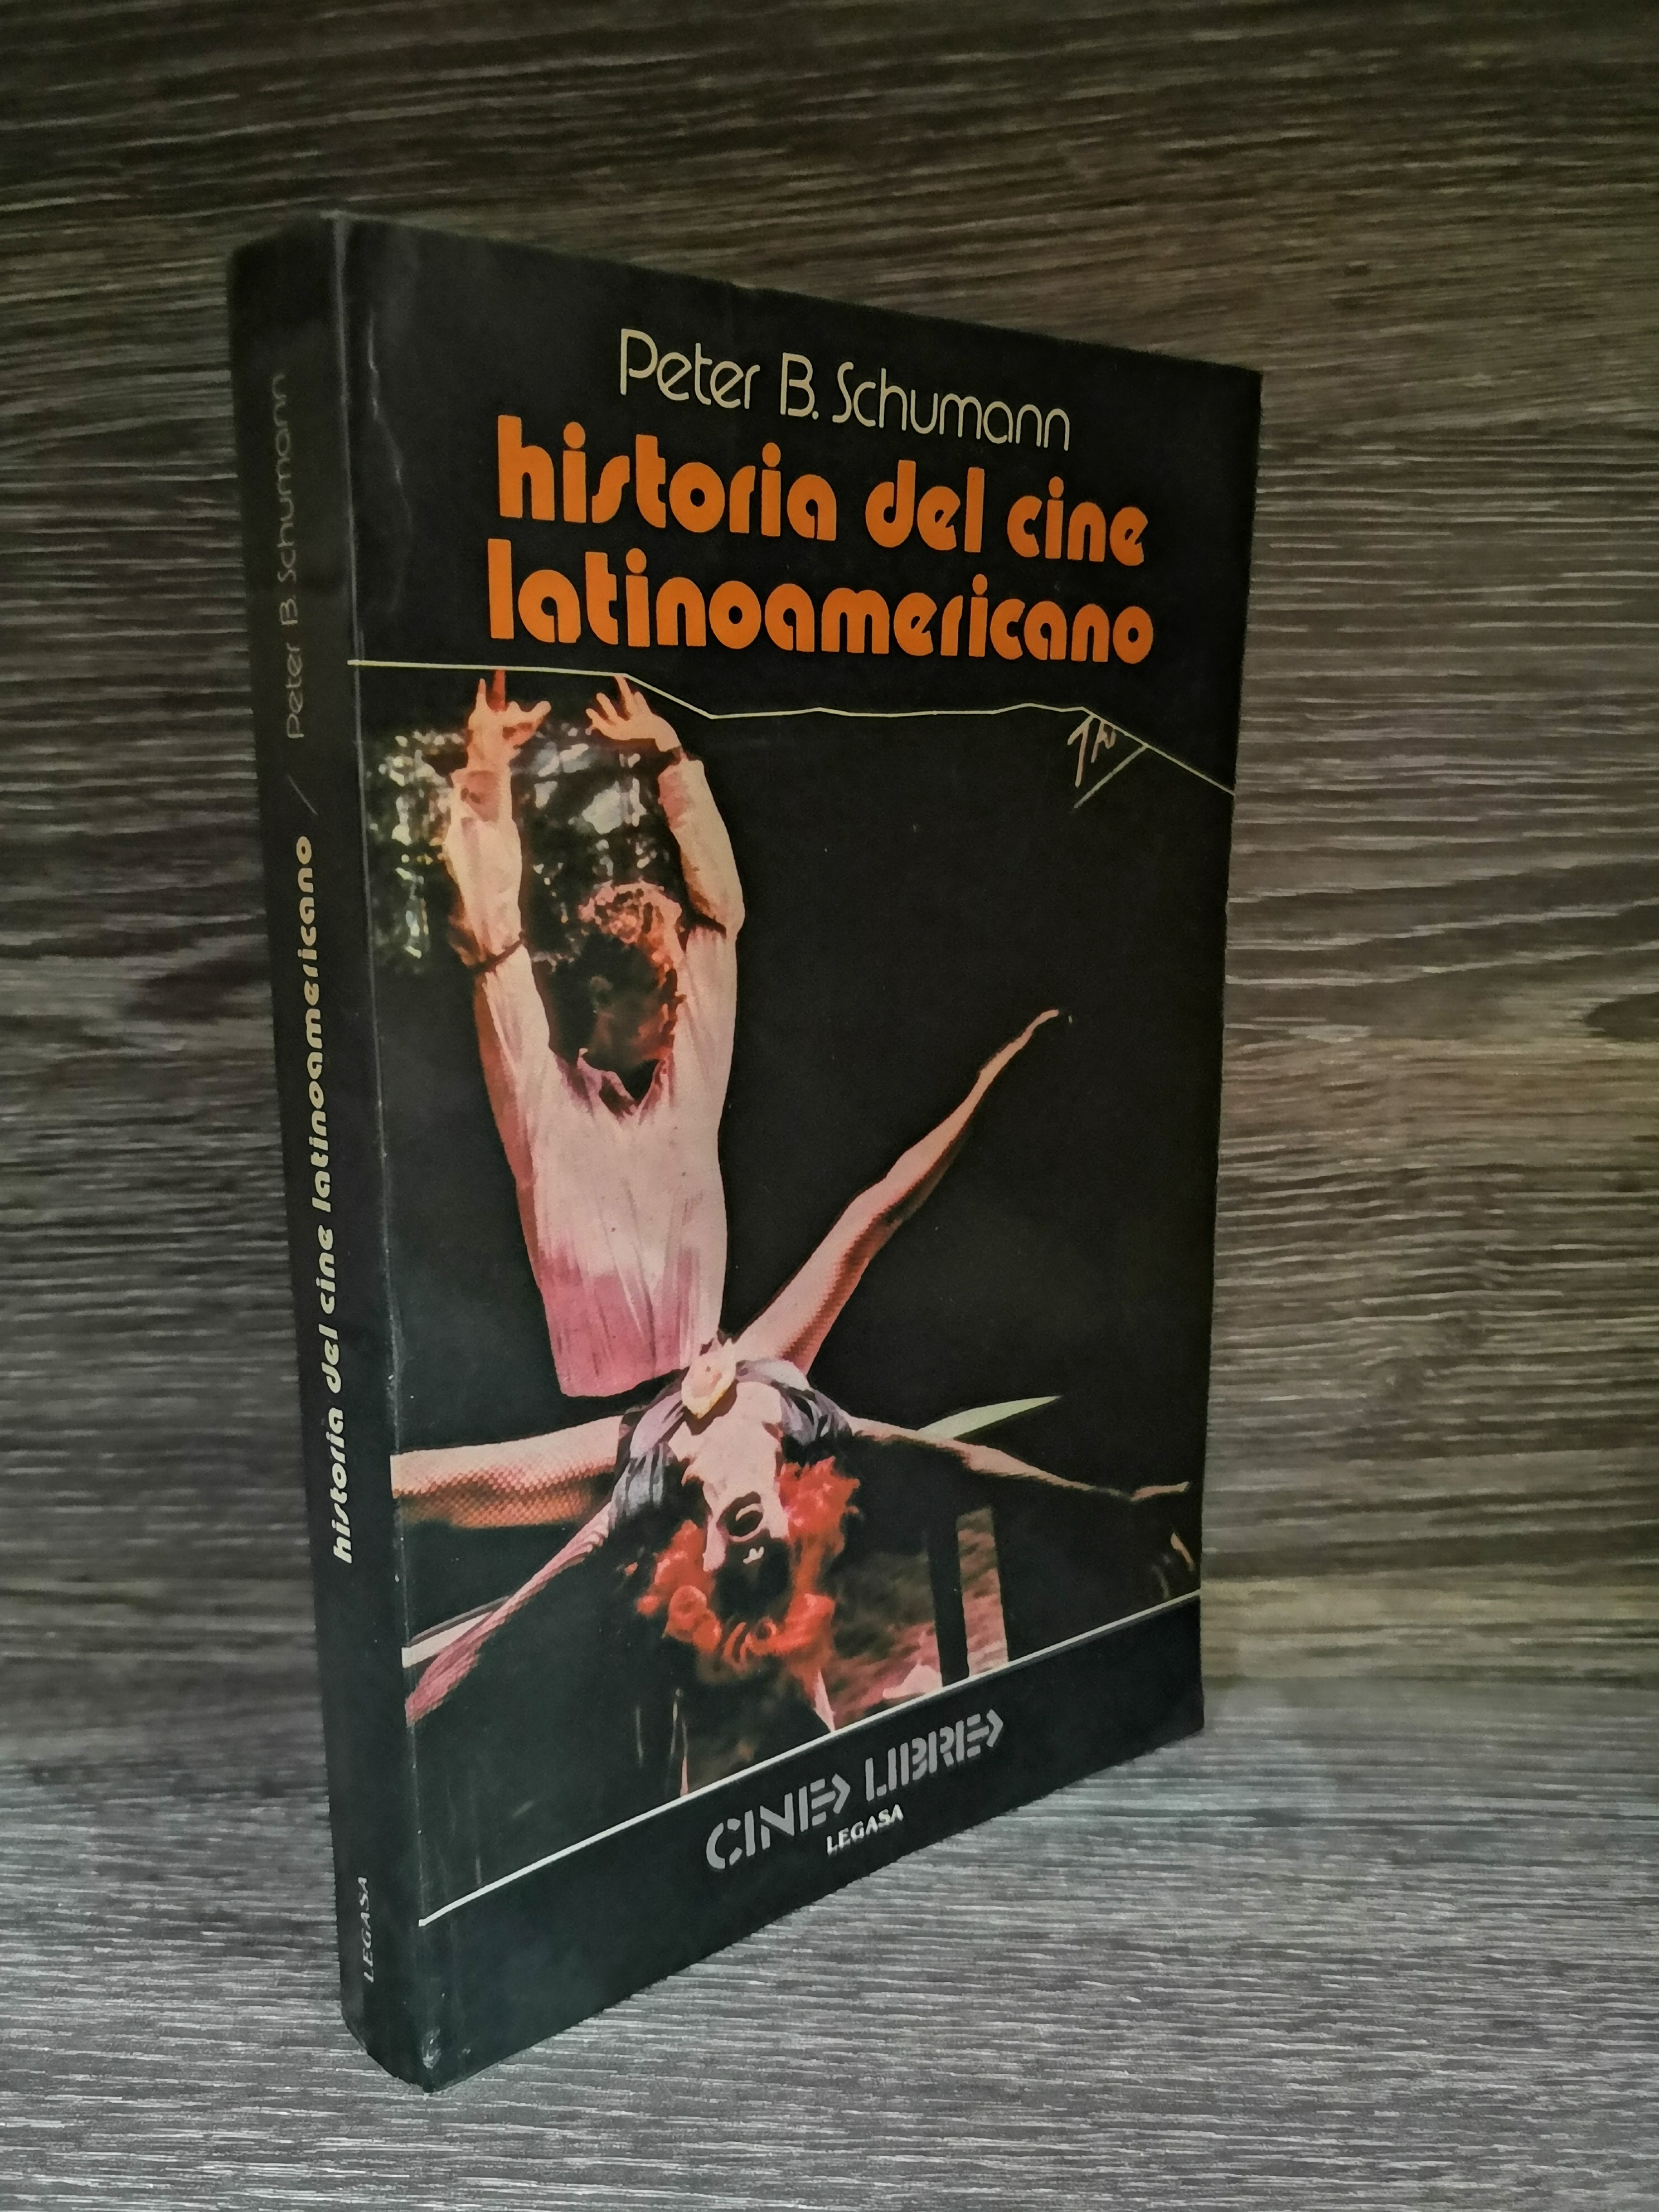 Peter B. Schumann
historia del cine
latinoamericano
CINE LIBRE
LEGASA
historia del cine latinoamericano / Peter B. Schumann
LEGASA